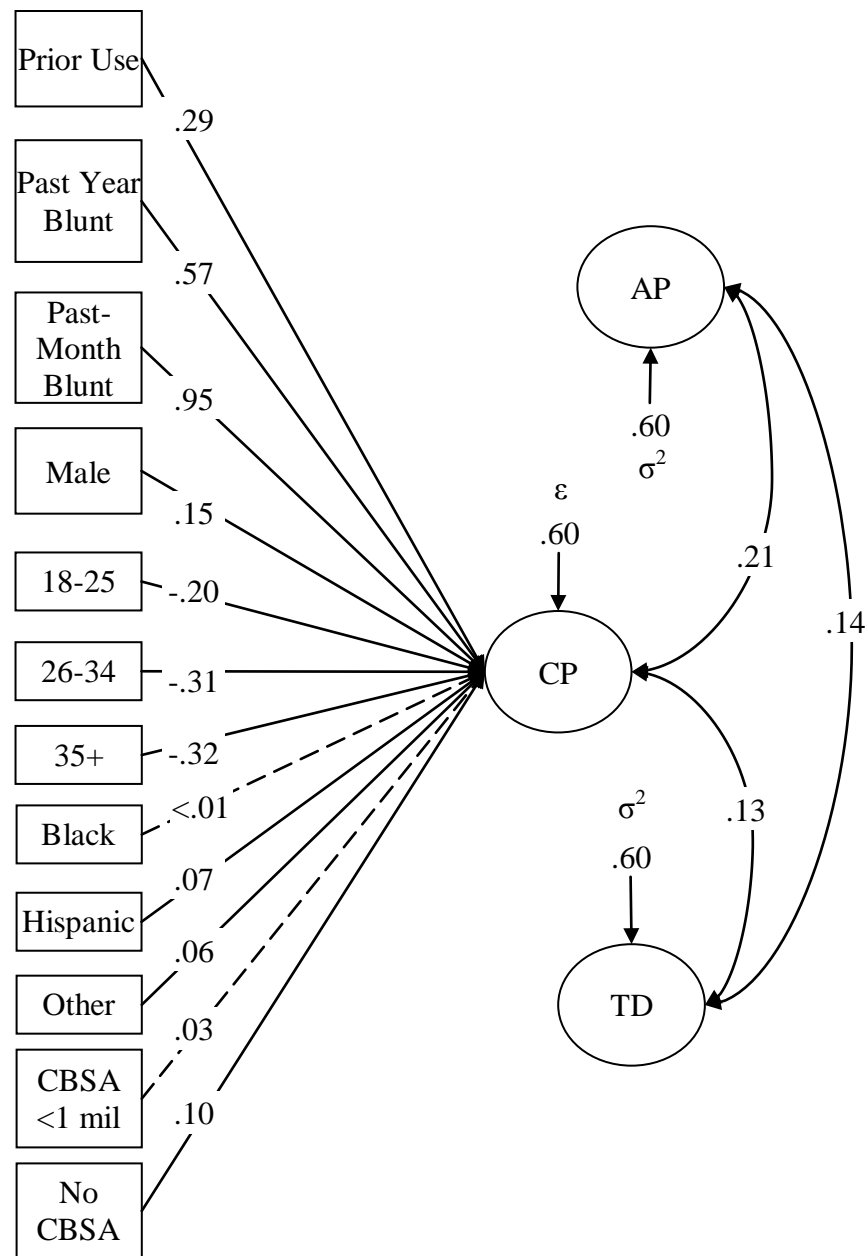 Prior Use
.29
Past Year
Blunt
.57
Past-
Month
Blunt
.95
Male
.15
18-25
-.20
26-34
-.31
35+
-.32
Black
<.01
Hispanic
.07
Other
.06
CBSA
<1 mil
.03
No
CBSA
.10
AP
.60
σ²
ε
.60
CP
.21
.14
.13
σ²
.60
TD